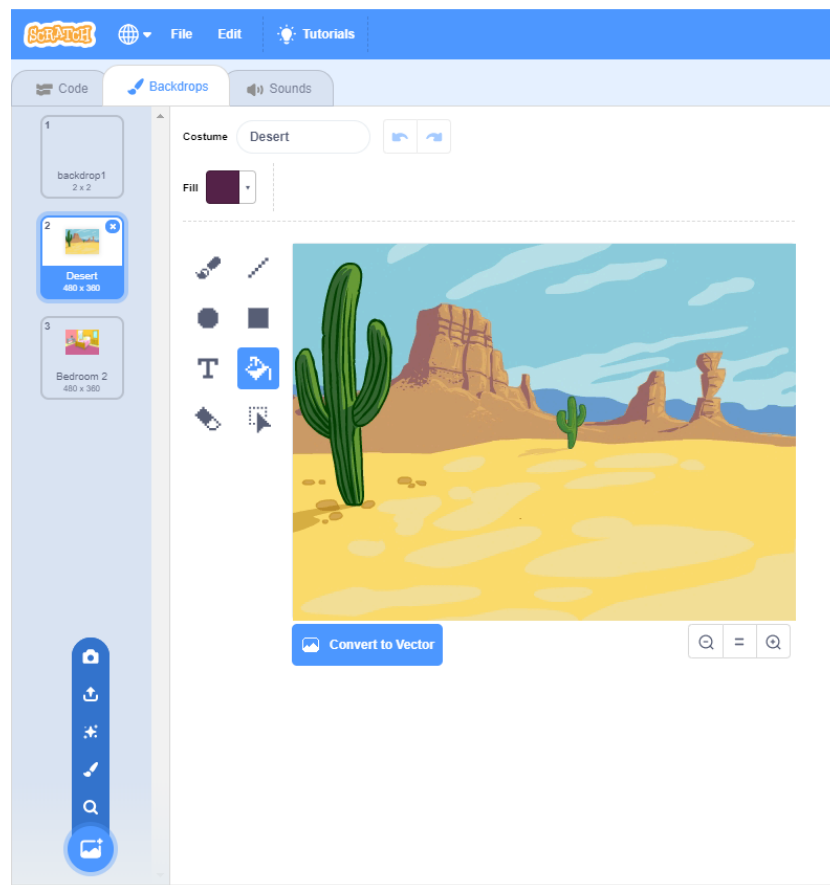 SCRATCH File Edit Tutorials
Code Backdrops Sounds
1
backdrop1
2 x 2
2
Desert
480 x 360
3
Bedroom 2
480 x 360
Costume Desert
Fill
T
Convert to Vector